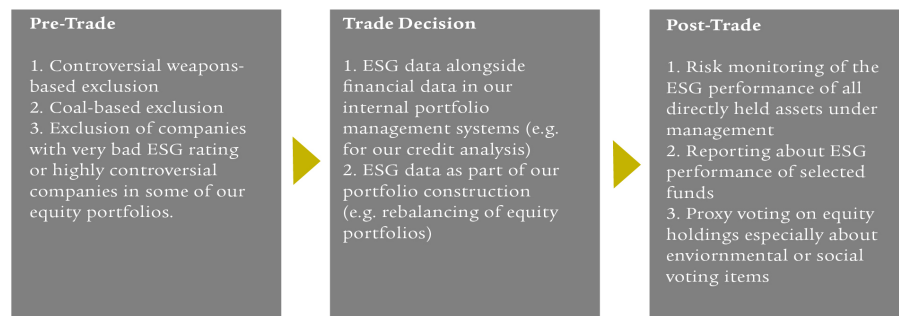 Pre-Trade
1. Controversial weapons-
based exclusion
2. Coal-based exclusion
3. Exclusion of companies
with very bad ESG rating
or highly controversial
companies in some of our
equity portfolios.
Trade Decision
1. ESG data alongside
financial data in our
internal portfolio
management systems (e.g.
for our credit analysis)
2. ESG data as part of our
portfolio construction
(e.g. rebalancing of equity
portfolios)
Post-Trade
1. Risk monitoring of the
ESG performance of all
directly held assets under
management
2. Reporting about ESG
performance of selected
funds
3. Proxy voting on equity
holdings especially about
enviornmental or social
voting items